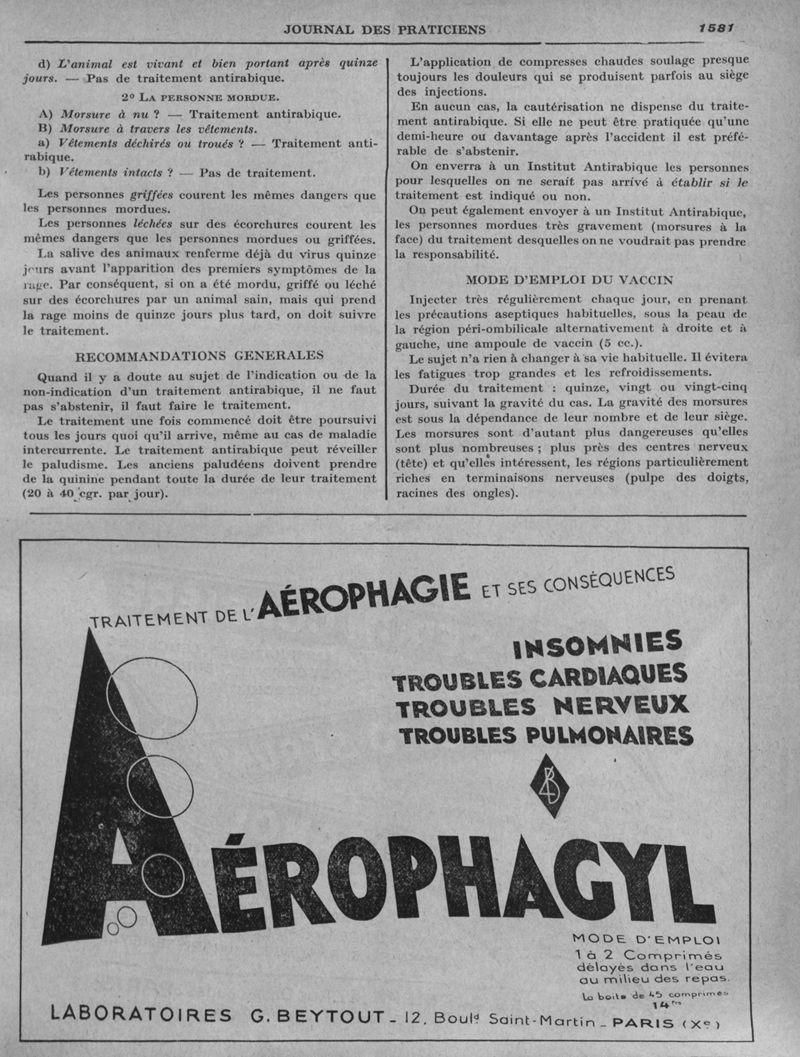 JOURNAL DES PRATICIENS 1581
d) L'animal est vivant et bien portant après quinze
jours. — Pas de traitement antirabique.
2º LA PERSONNE MORDUE.
A) Morsure à nu ? — Traitement antirabique.
B) Morsure à travers les vêtements.
a) Vêtements déchirés ou troués ? — Traitement anti-
rabique.
b) Vêtements intacts ? — Pas de traitement.
Les personnes griffées courent les mêmes dangers que
les personnes mordues.
Les personnes léchées sur des écorchures courent les
mêmes dangers que les personnes mordues ou griffées.
La salive des animaux renferme déjà du virus quinze
jours avant l'apparition des premiers symptômes de la
rage. Par conséquent, si on a été mordu, griffé ou léché
sur des écorchures par un animal sain, mais qui prend
la rage moins de quinze jours plus tard, on doit suivre
le traitement.
RECOMMANDATIONS GENERALES
Quand il y a doute au sujet de l'indication ou de la
non-indication d'un traitement antirabique, il ne faut
pas s'abstenir, il faut faire le traitement.
Le traitement une fois commencé doit être poursuivi
tous les jours quoi qu'il arrive, même au cas de maladie
intercurrente. Le traitement antirabique peut réveiller
le paludisme. Les anciens paludéens doivent prendre
de la quinine pendant toute la durée de leur traitement
(20 à 40 cgr. par jour).
L'application de compresses chaudes soulage presque
toujours les douleurs qui se produisent parfois au siège
des injections.
En aucun cas, la cautérisation ne dispense du traite-
ment antirabique. Si elle ne peut être pratiquée qu'une
demi-heure ou davantage après l'accident il est préfé-
rable de s'abstenir.
On enverra à un Institut Antirabique les personnes
pour lesquelles on ne serait pas arrivé à établir si le
traitement est indiqué ou non.
On peut également envoyer à un Institut Antirabique,
les personnes mordues très gravement (morsures à la
face) du traitement desquelles on ne voudrait pas prendre
la responsabilité.
MODE D'EMPLOI DU VACCIN
Injecter très régulièrement chaque jour, en prenant
les précautions aseptiques habituelles, sous la peau de
la région péri-ombilicale alternativement à droite et à
gauche, une ampoule de vaccin (5 cc.).
Le sujet n'a rien à changer à sa vie habituelle. Il évitera
les fatigues trop grandes et les refroidissements.
Durée du traitement : quinze, vingt ou vingt-cinq
jours, suivant la gravité du cas. La gravité des morsures
est sous la dépendance de leur nombre et de leur siège.
Les morsures sont d'autant plus dangereuses qu'elles
sont plus nombreuses ; plus près des centres nerveux
(tête) et qu'elles intéressent, les régions particulièrement
riches en terminaisons nerveuses (pulpe des doigts,
racines des ongles).
TRAITEMENT DE L'AÉROPHAGIE ET SES CONSÉQUENCES
INSOMNIES
TROUBLES CARDIAQUES
TROUBLES NERVEUX
TROUBLES PULMONAIRES
AÉROPHAGYL
MODE D'EMPLOI
1 à 2 Comprimés
délayés dans l'eau
au milieu des repas.
La boite de 45 comprimés
14 frs
LABORATOIRES G. BEYTOUT _ 12, Bould Saint-Martin _ PARIS (Xe)